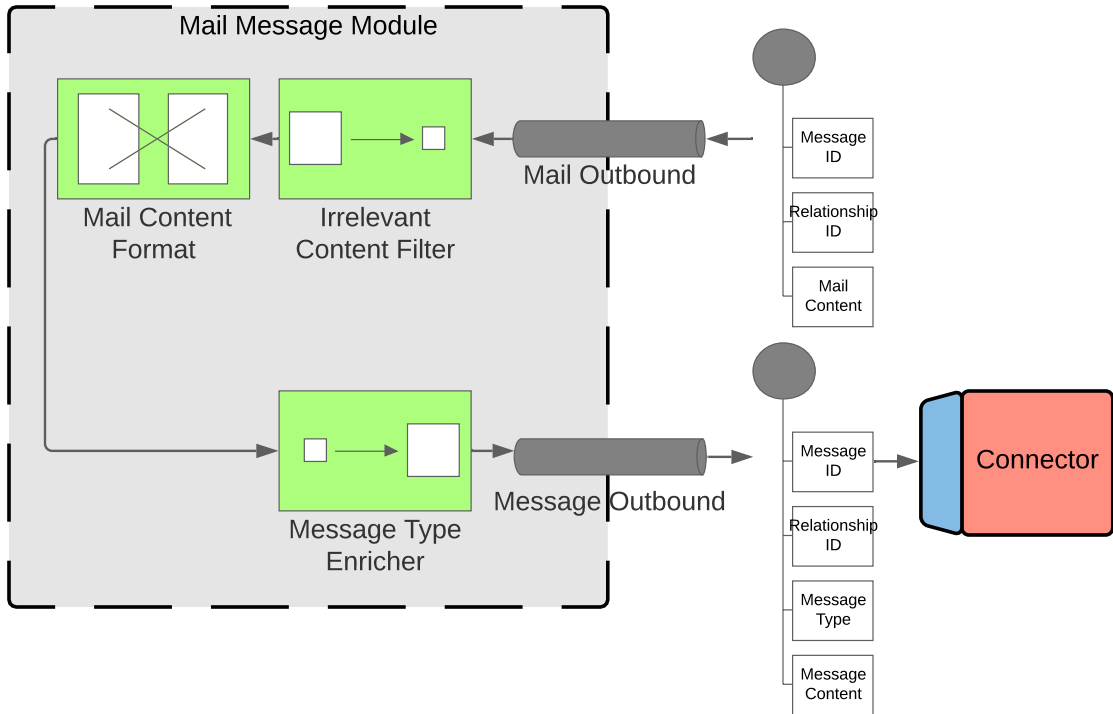 Mail Message Module
Mail Content
Format
Irrelevant
Content Filter
Mail Outbound
Message
ID
Relationship
ID
Mail
Content
Message Type
Enricher
Message Outbound
Message
ID
Relationship
ID
Message
Type
Message
Content
Connector